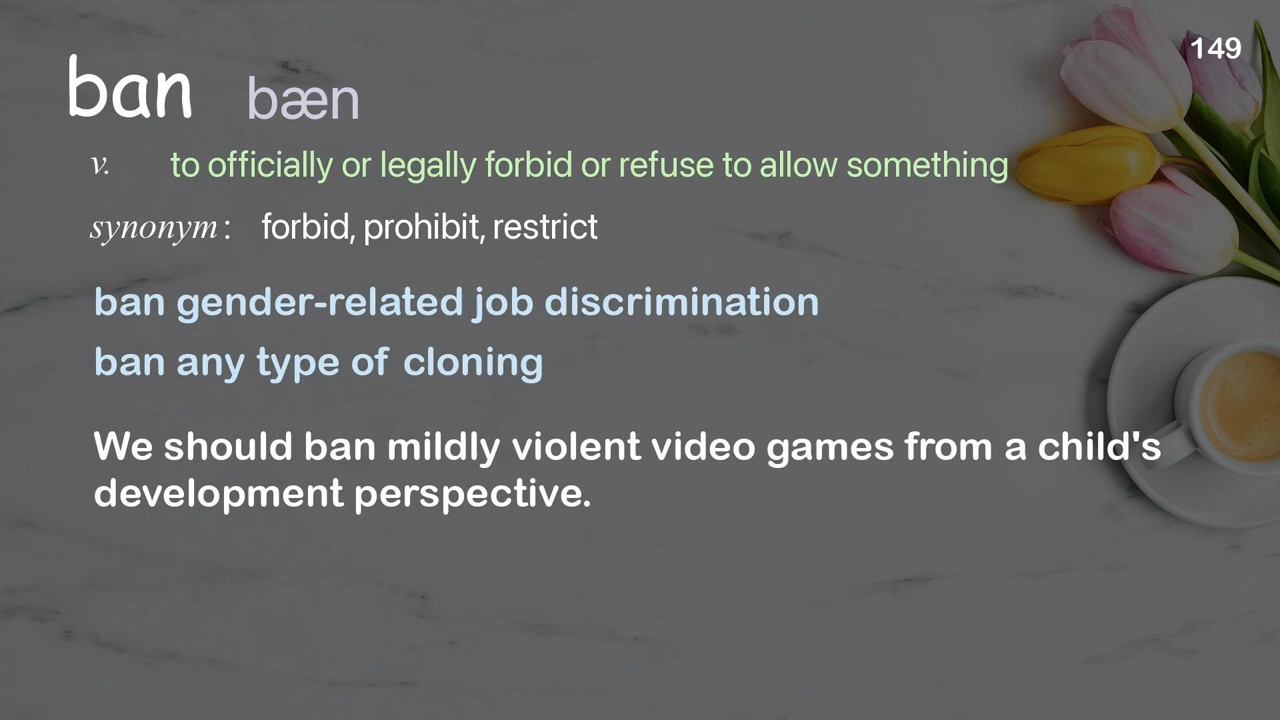 149
ban bæn
v. to officially or legally forbid or refuse to allow something
synonym: forbid, prohibit, restrict
ban gender-related job discrimination
ban any type of cloning
We should ban mildly violent video games from a child's
development perspective.